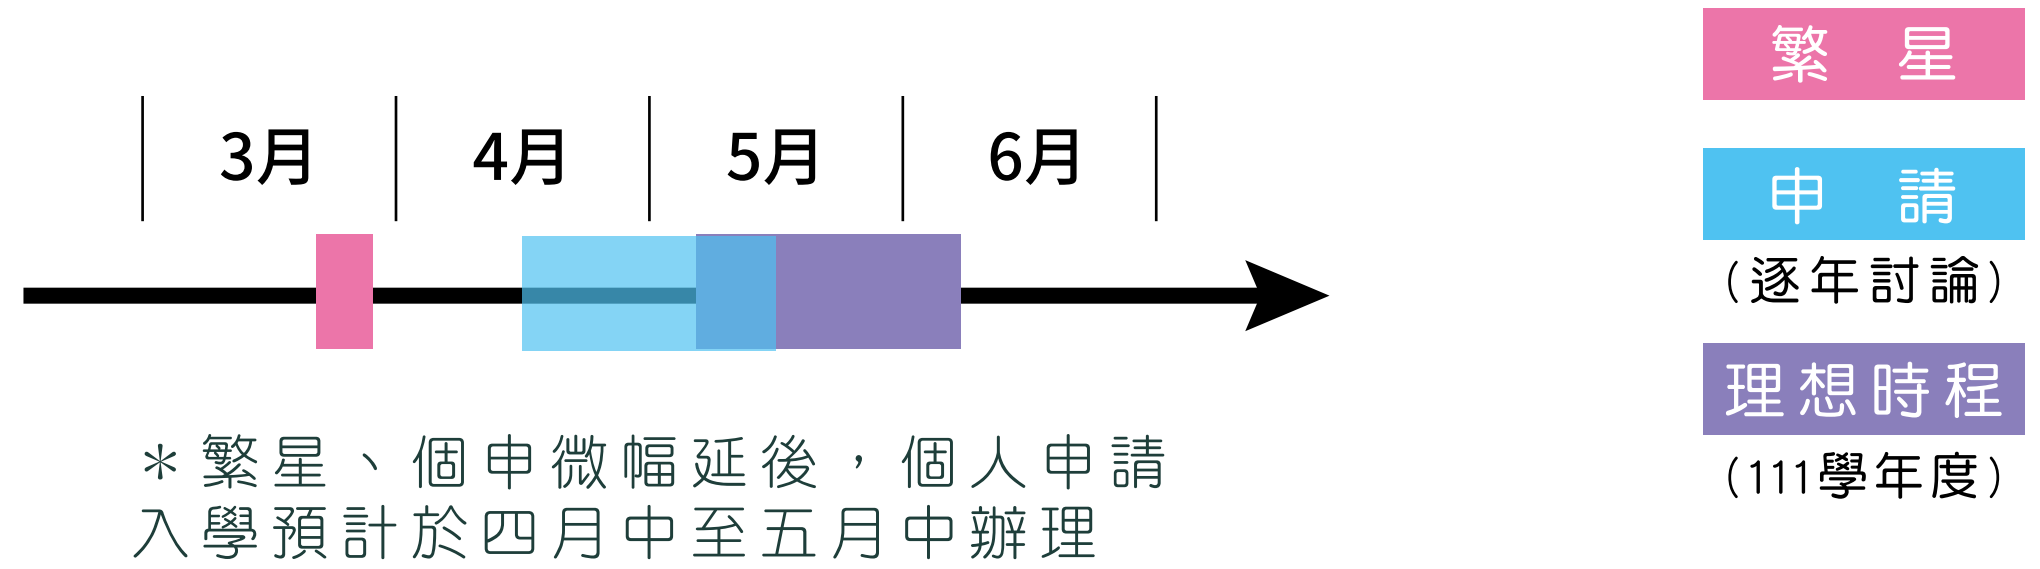 3月 4月 5月 6月
繁星
申請
(逐年討論)
理想時程
(111學年度)
＊繁星、個申微幅延後，個人申請
入學預計於四月中至五月中辦理